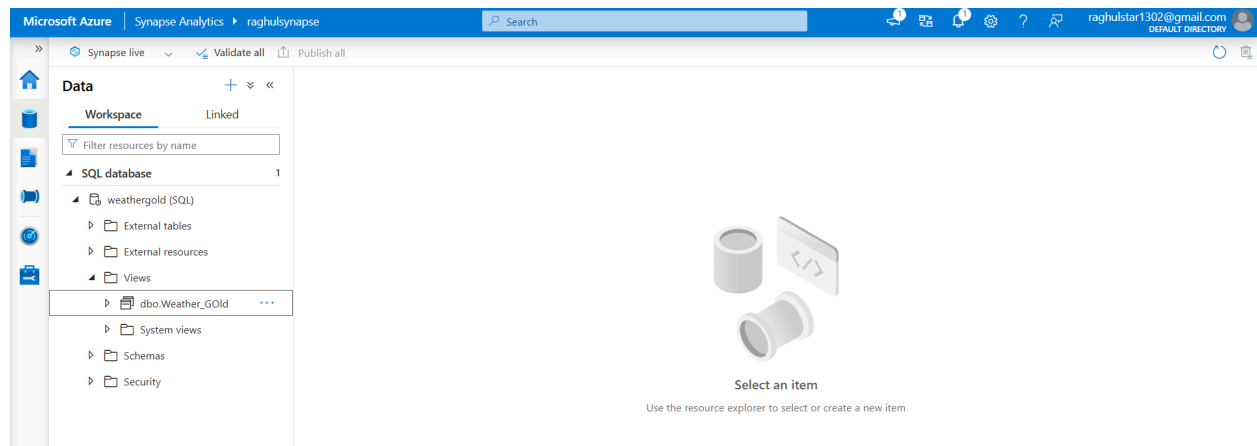 Microsoft Azure Synapse Analytics raghulsynapse Search 1 1 ? raghulstar1302@gmail.com
DEFAULT DIRECTORY
» Synapse live Validate all Publish all
Data
Workspace Linked
Filter resources by name
SQL database 1
weathergold (SQL)
External tables
External resources
Views
dbo.Weather_GOld ...
System views
Schemas
Security
</>
Select an item
Use the resource explorer to select or create a new item